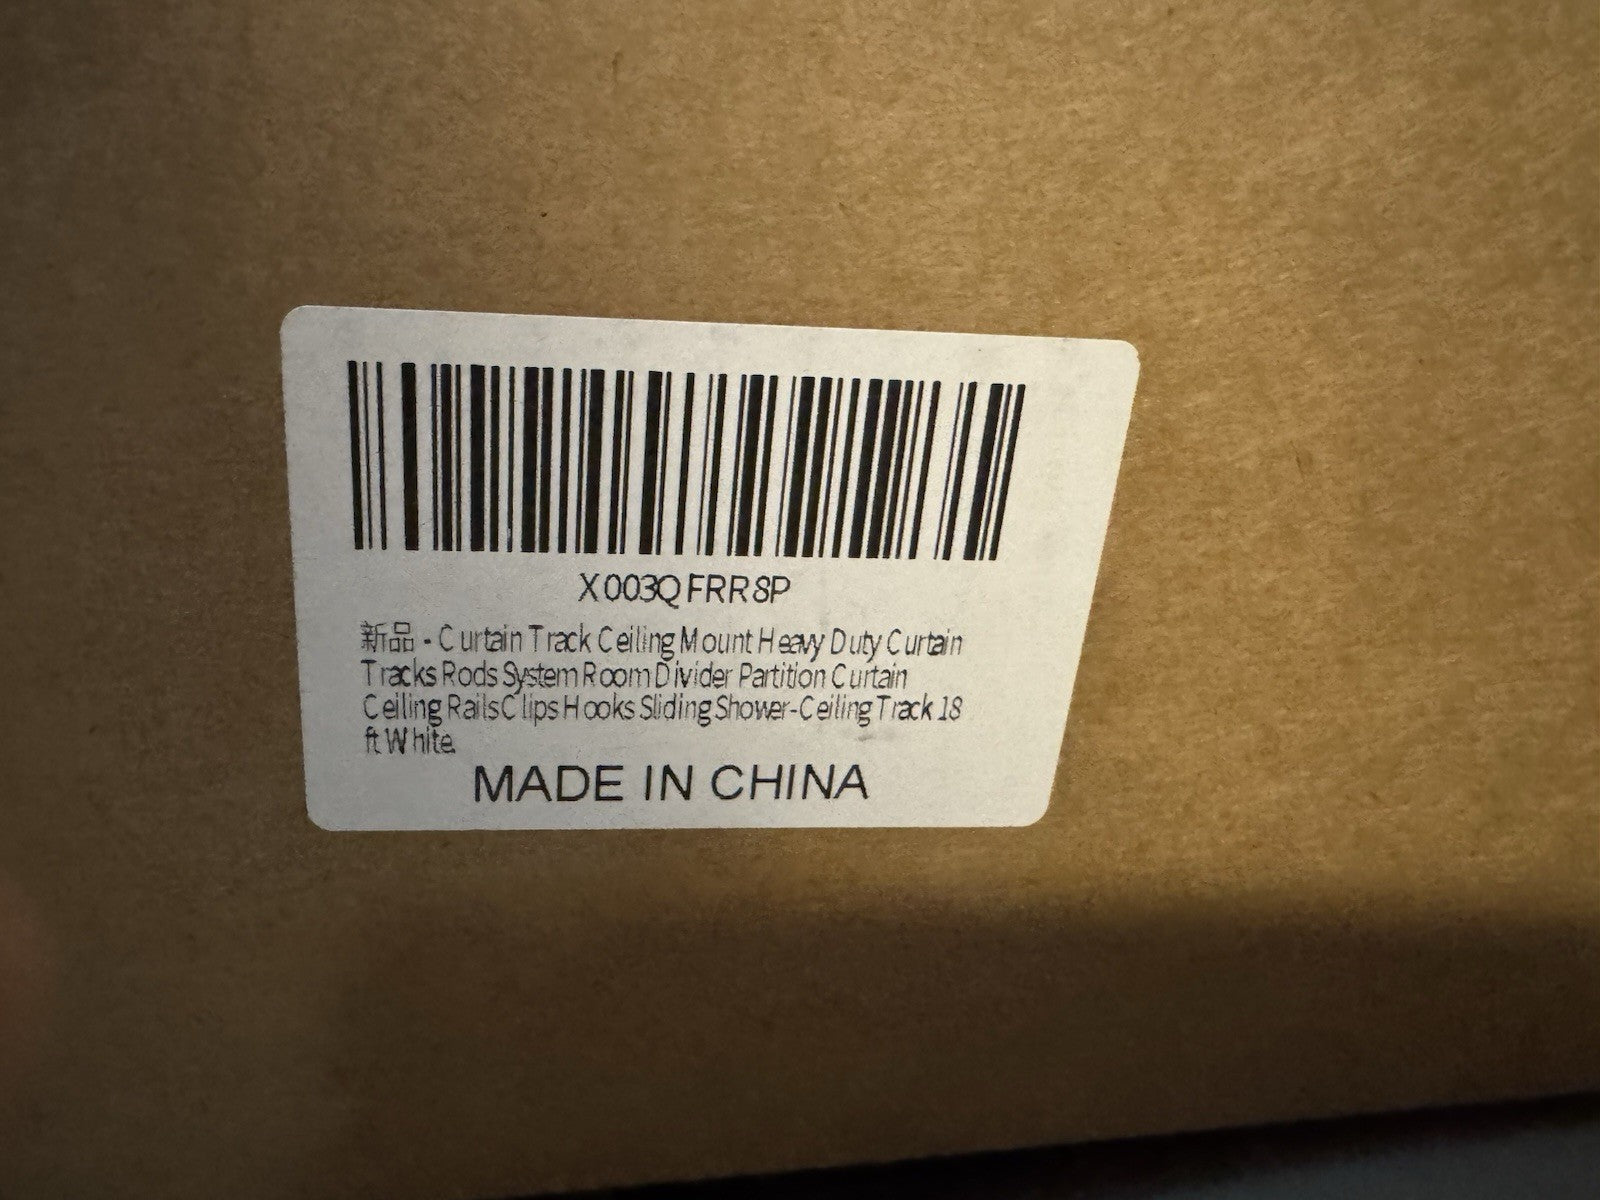 X003QFRR8P
新品 - Curtain Track Ceiling Mount Heavy Duty Curtain
Tracks Rods System Room Divider Partition Curtain
Ceiling Rails Clips Hooks Sliding Shower-Ceiling Track 18
ft White.
MADE IN CHINA